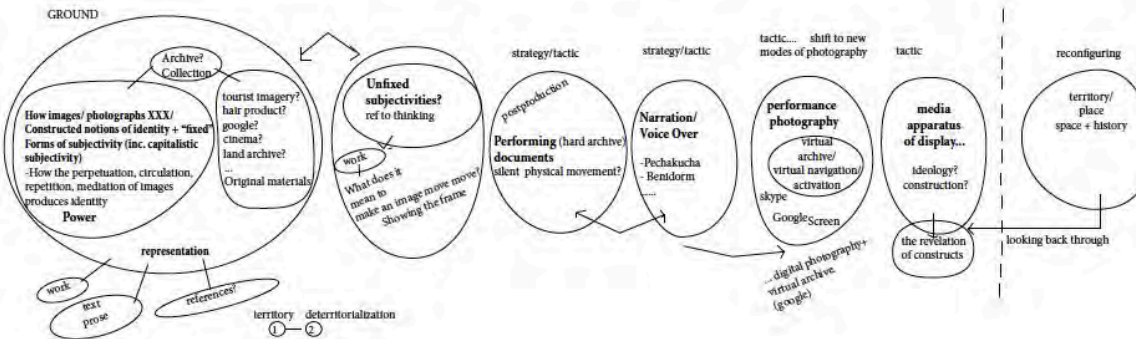 GROUND
Archive?
Collection
How images/ photographs XXX/
Constructed notions of identity + “fixed”
Forms of subjectivity (inc. capitalistic
subjectivity)
-How the perpetuation, circulation,
repetition, mediation of images
produces identity
Power
tourist imagery?
hair product?
google?
cinema?
land archive?
...
Original materials
representation
work
text
prose
references?
territory deterritorialization
1 2
Unfixed
subjectivities?
ref to thinking
work
What does it
mean to
make an image move move?
Showing the frame
strategy/tactic
postproduction
Performing (hard archive)
documents
silent physical movement?
strategy/tactic
Narration/
Voice Over
-Pechakucha
- Benidorm
.....
tactic.... shift to new
modes of photography
performance
photography
virtual
archive/
virtual navigation/
activation
skype
Google Screen
... digital photography+
virtual archive
(google)
tactic
media
apparatus
of display...
ideology?
construction?
the revelation
of constructs
reconfiguring
territory/
place
space + history
looking back through